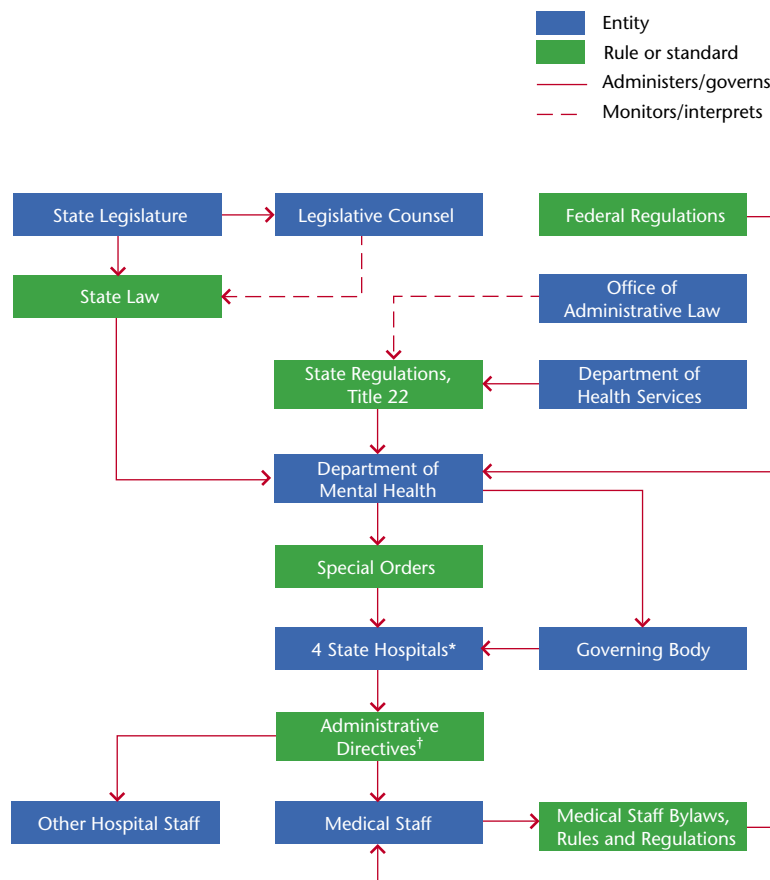 Entity
Rule or standard
Administers/governs
Monitors/interprets
State Legislature
Legislative Counsel
Federal Regulations
State Law
Office of
Administrative Law
State Regulations,
Title 22
Department of
Health Services
Department of
Mental Health
Special Orders
4 State Hospitals*
Governing Body
Administrative
Directives†
Other Hospital Staff
Medical Staff
Medical Staff Bylaws,
Rules and Regulations